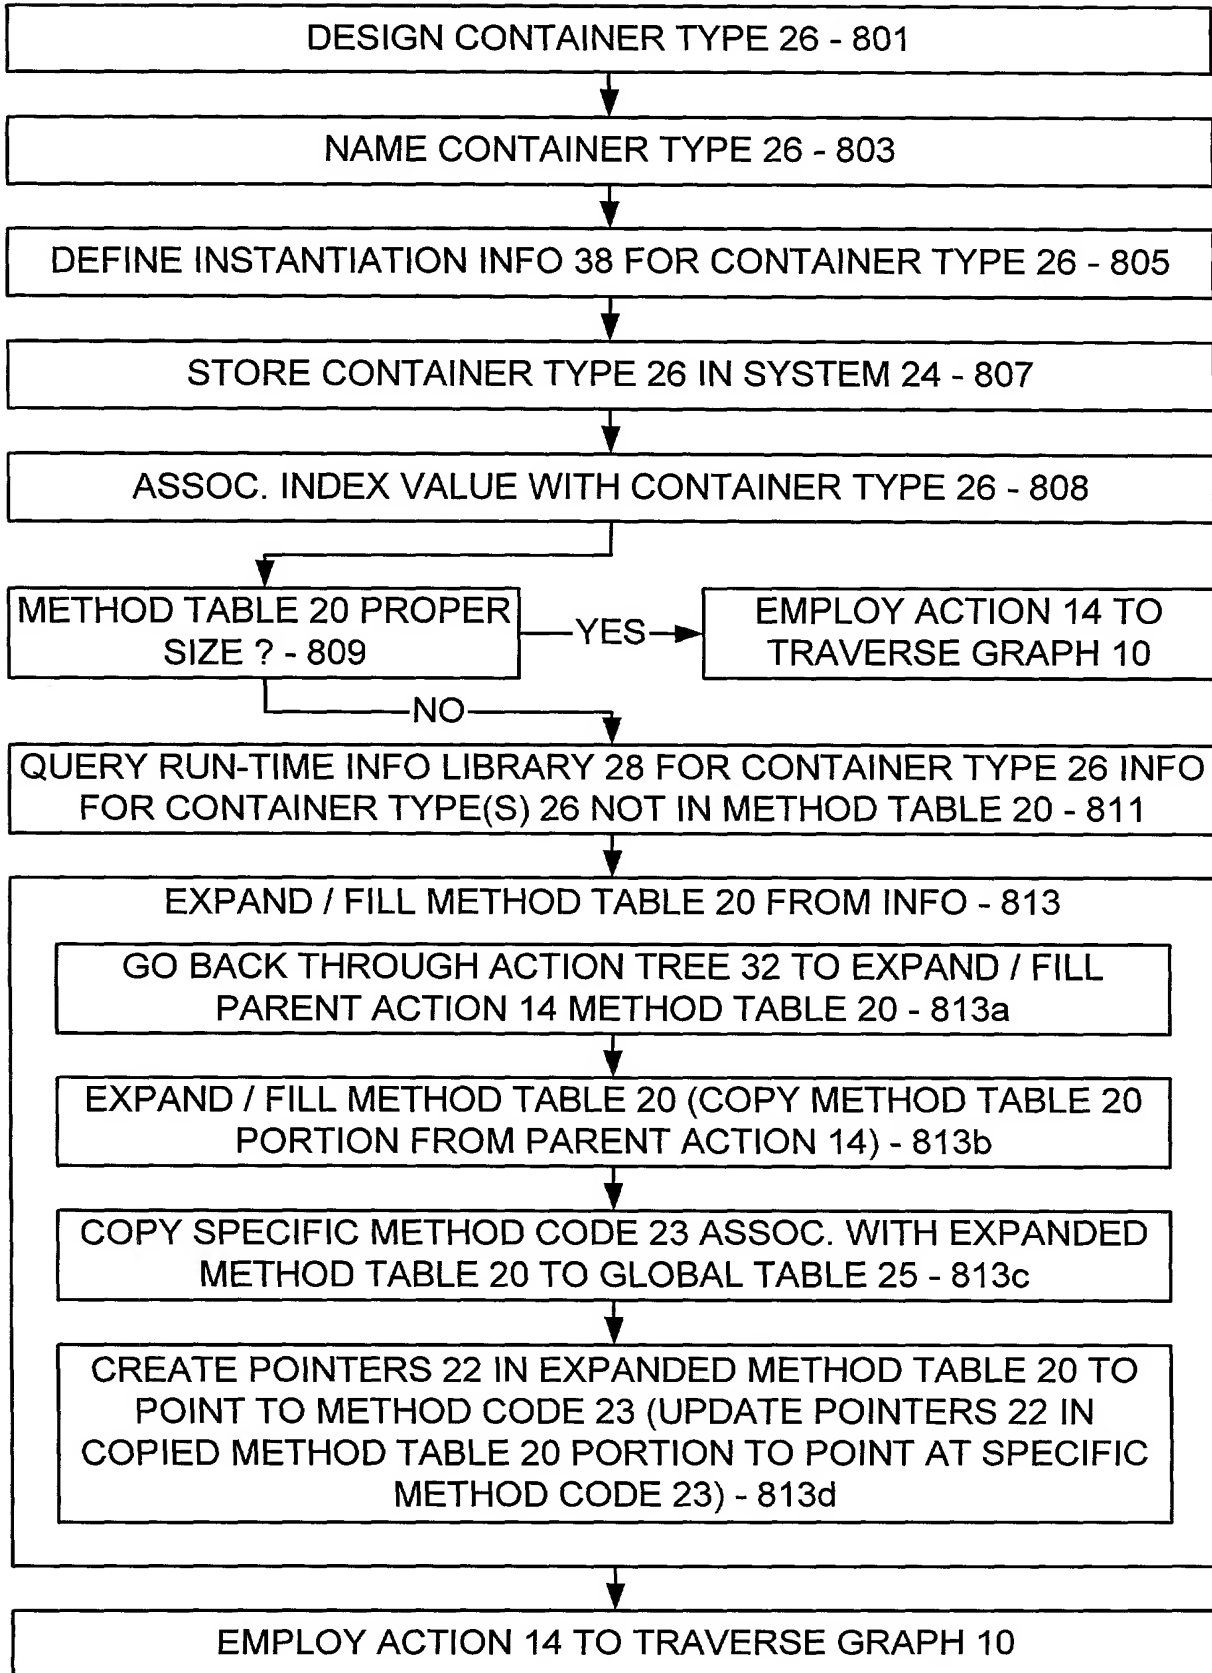 DESIGN CONTAINER TYPE 26 - 801
NAME CONTAINER TYPE 26 - 803
DEFINE INSTANTIATION INFO 38 FOR CONTAINER TYPE 26 - 805
STORE CONTAINER TYPE 26 IN SYSTEM 24 - 807
ASSOC. INDEX VALUE WITH CONTAINER TYPE 26 - 808
METHOD TABLE 20 PROPER
SIZE ? - 809
YES
EMPLOY ACTION 14 TO
TRAVERSE GRAPH 10
NO
QUERY RUN-TIME INFO LIBRARY 28 FOR CONTAINER TYPE 26 INFO
FOR CONTAINER TYPE(S) 26 NOT IN METHOD TABLE 20 - 811
EXPAND / FILL METHOD TABLE 20 FROM INFO - 813
GO BACK THROUGH ACTION TREE 32 TO EXPAND / FILL
PARENT ACTION 14 METHOD TABLE 20 - 813a
EXPAND / FILL METHOD TABLE 20 (COPY METHOD TABLE 20
PORTION FROM PARENT ACTION 14) - 813b
COPY SPECIFIC METHOD CODE 23 ASSOC. WITH EXPANDED
METHOD TABLE 20 TO GLOBAL TABLE 25 - 813c
CREATE POINTERS 22 IN EXPANDED METHOD TABLE 20 TO
POINT TO METHOD CODE 23 (UPDATE POINTERS 22 IN
COPIED METHOD TABLE 20 PORTION TO POINT AT SPECIFIC
METHOD CODE 23) - 813d
EMPLOY ACTION 14 TO TRAVERSE GRAPH 10